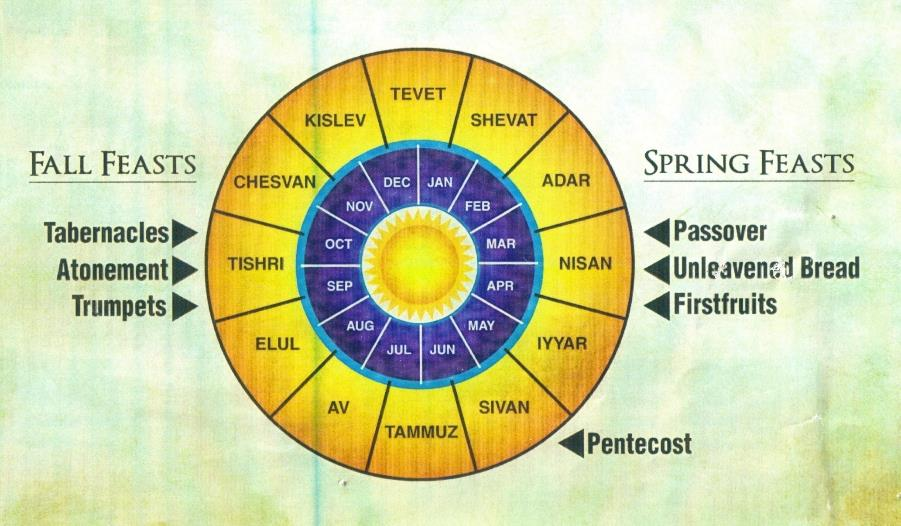 FALL FEASTS
Tabernacles
Atonement
Trumpets
SPRING FEASTS
Passover
Unleavened Bread
Firstfruits
Pentecost
TEVET
SHEVAT
ADAR
NISAN
IYYAR
SIVAN
TAMMUZ
AV
ELUL
TISHRI
CHESVAN
KISLEV
JAN
FEB
MAR
APR
MAY
JUN
JUL
AUG
SEP
OCT
NOV
DEC